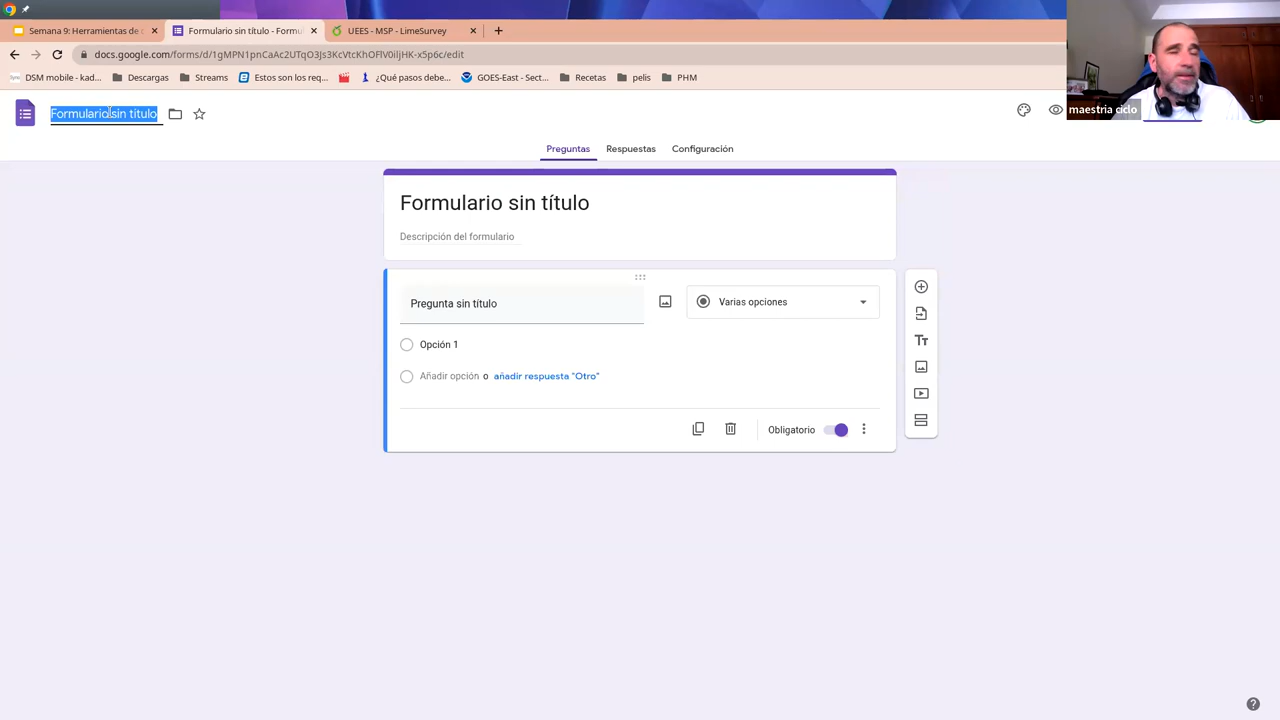 Semana 9: Herramientas de
Formulario sin título - Formu
UEES - MSP - LimeSurvey
docs.google.com/forms/d/1gMPN1pnCaAc2UTqO3Js3KcVtcKhOFlV0iljHK-x5p6c/edit
DSM mobile - kad...
Descargas
Streams
Estos son los req...
¿Qué pasos debe...
GOES-East - Sect...
Recetas
pelis
PHM
maestria ciclo
Formulario sin título
Preguntas
Respuestas
Configuración
Formulario sin título
Descripción del formulario
Pregunta sin título
Varias opciones
Opción 1
Añadir opción o añadir respuesta "Otro"
Obligatorio